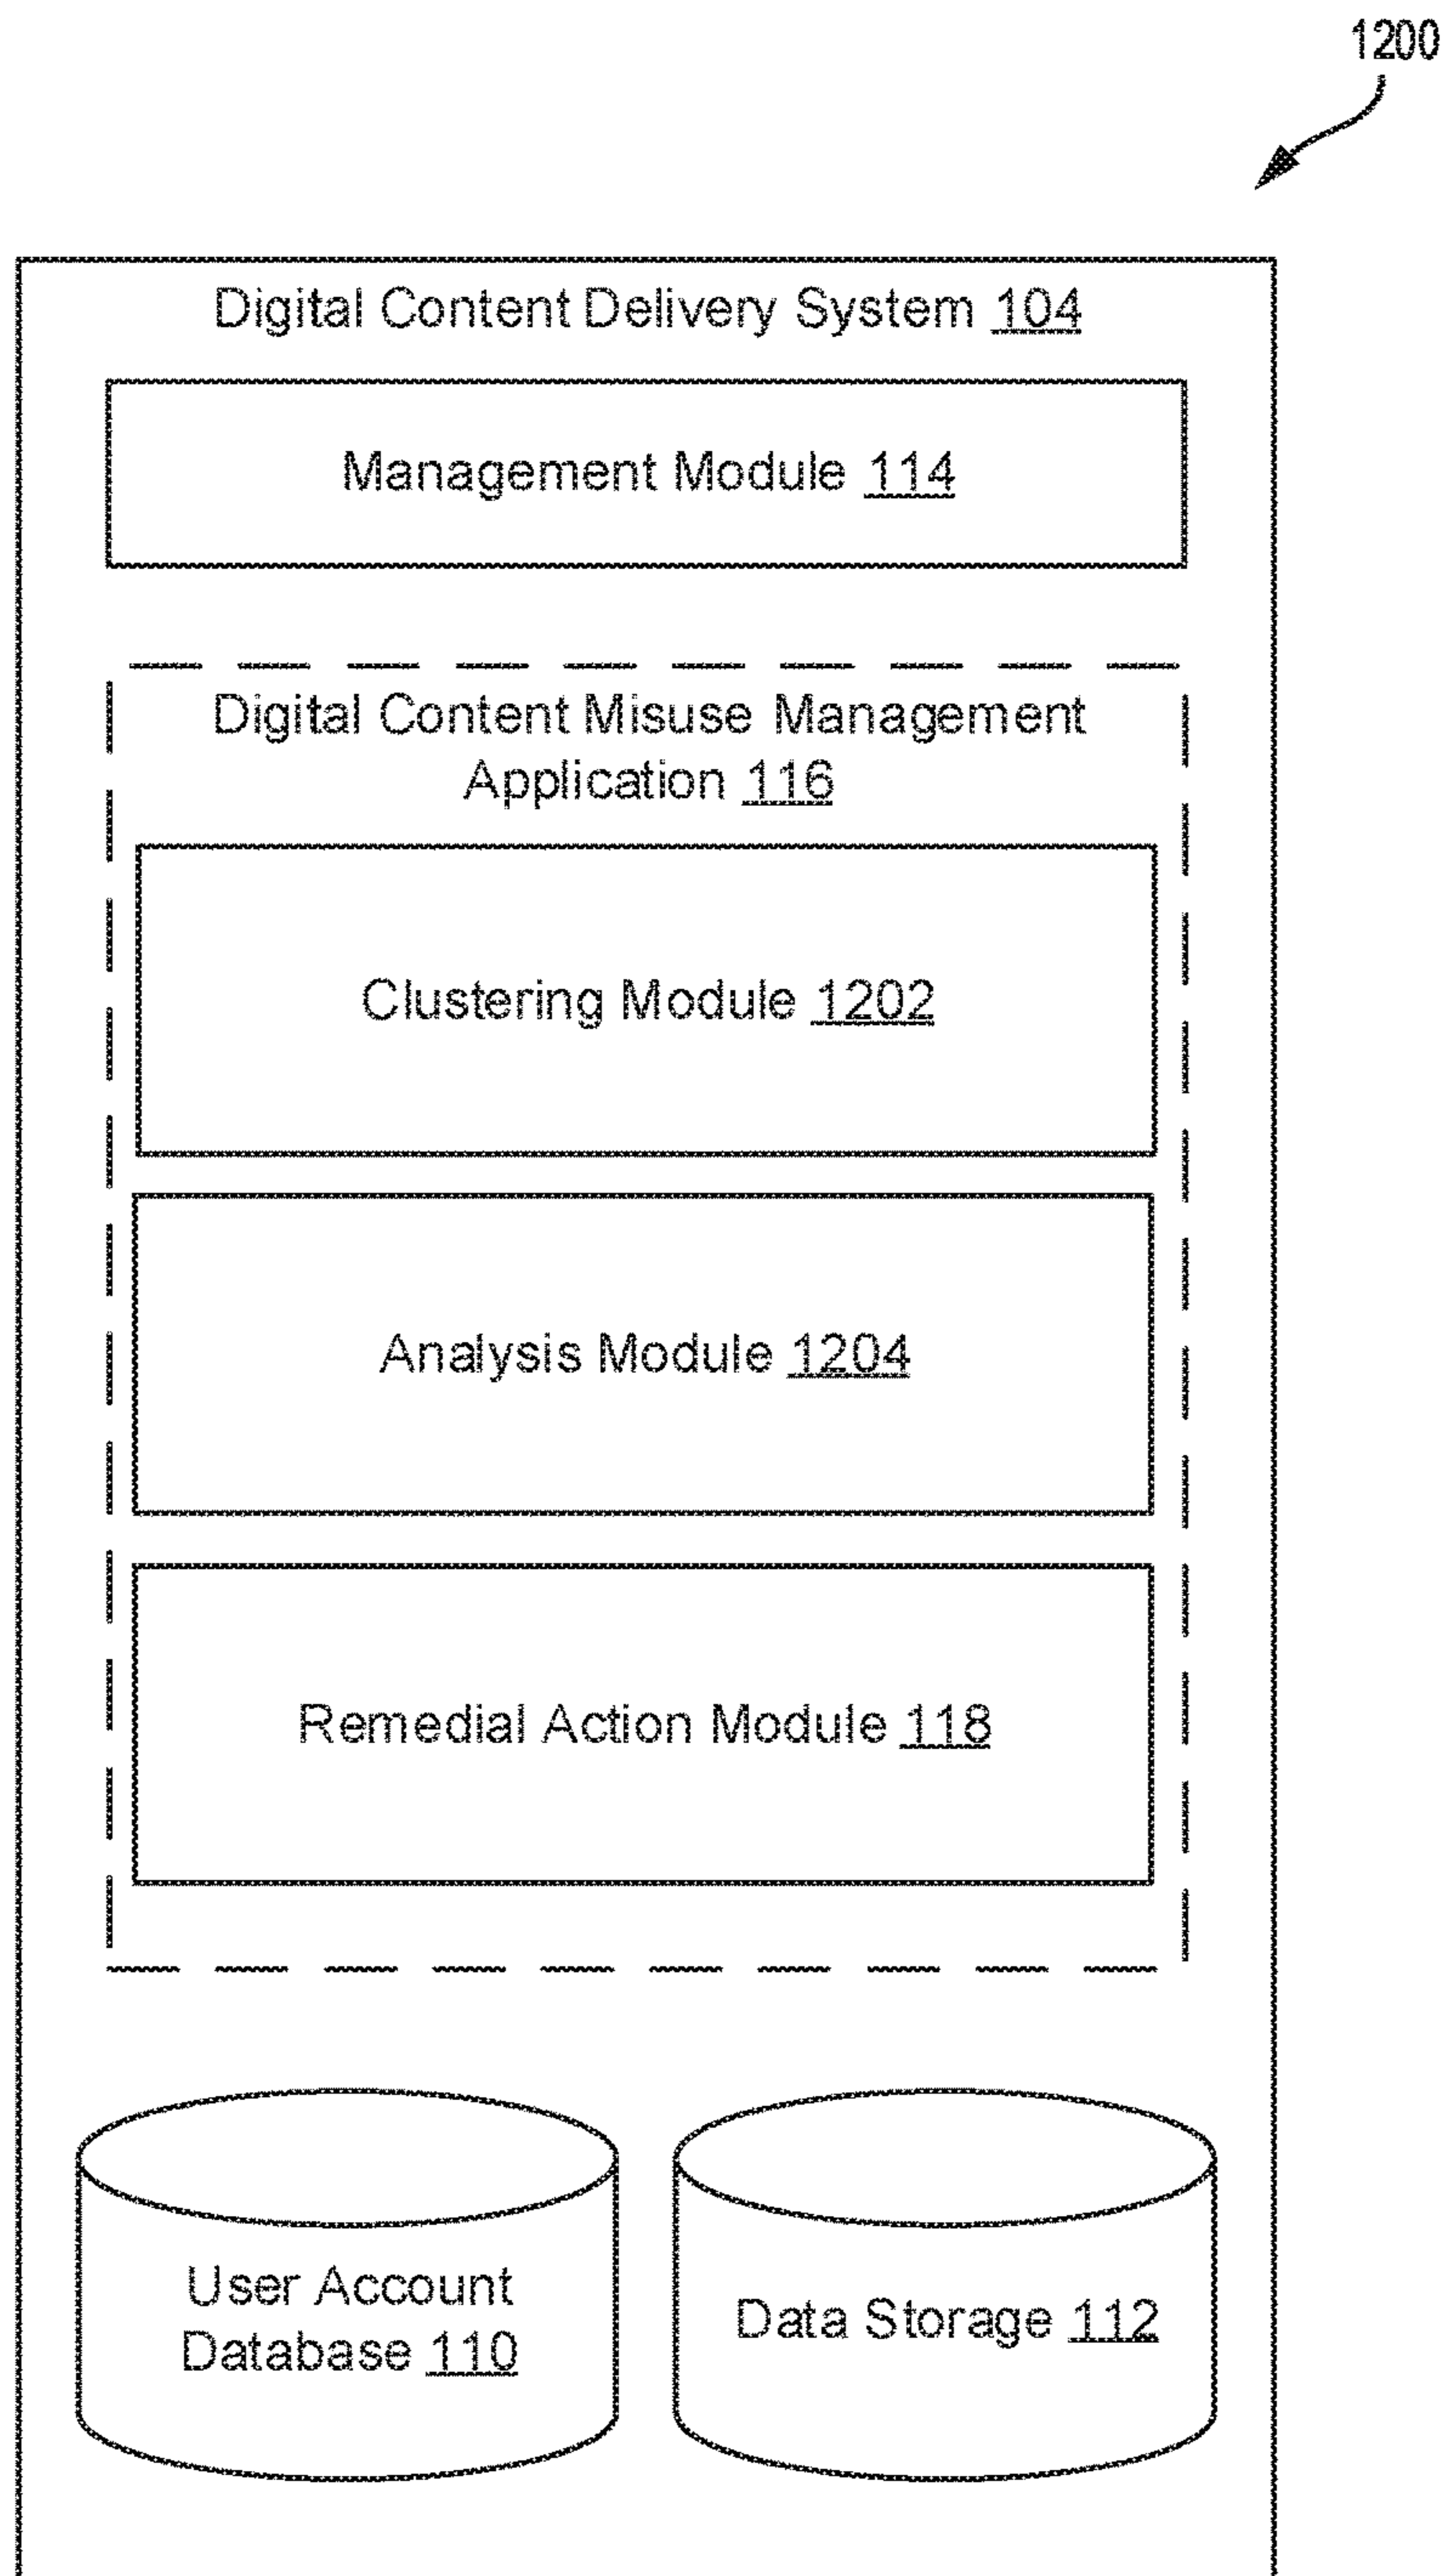 1200
Digital Content Delivery System 104
Management Module 114
Digital Content Misuse Management
Application 116
Clustering Module 1202
Analysis Module 1204
Remedial Action Module 118
User Account
Database 110
Data Storage 112